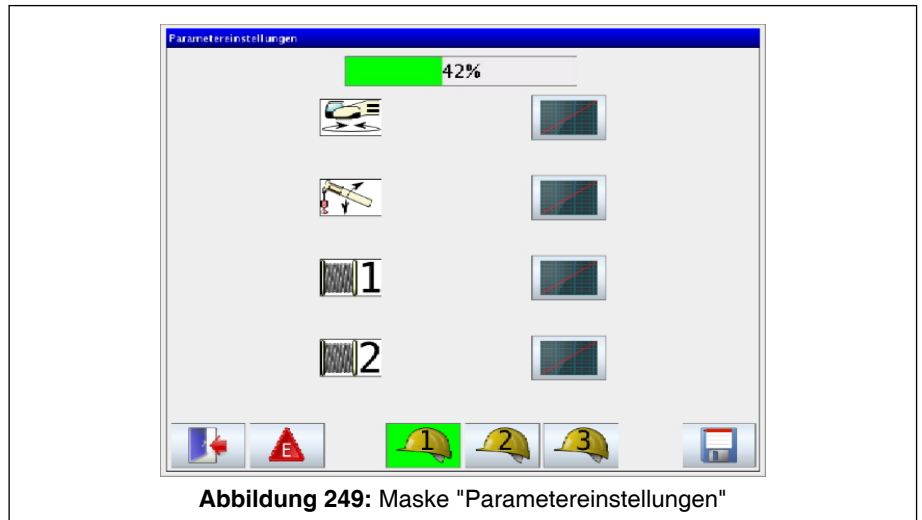 Parametereinstellungen
42%
1
2
E
1 2 3
Abbildung 249: Maske "Parametereinstellungen"